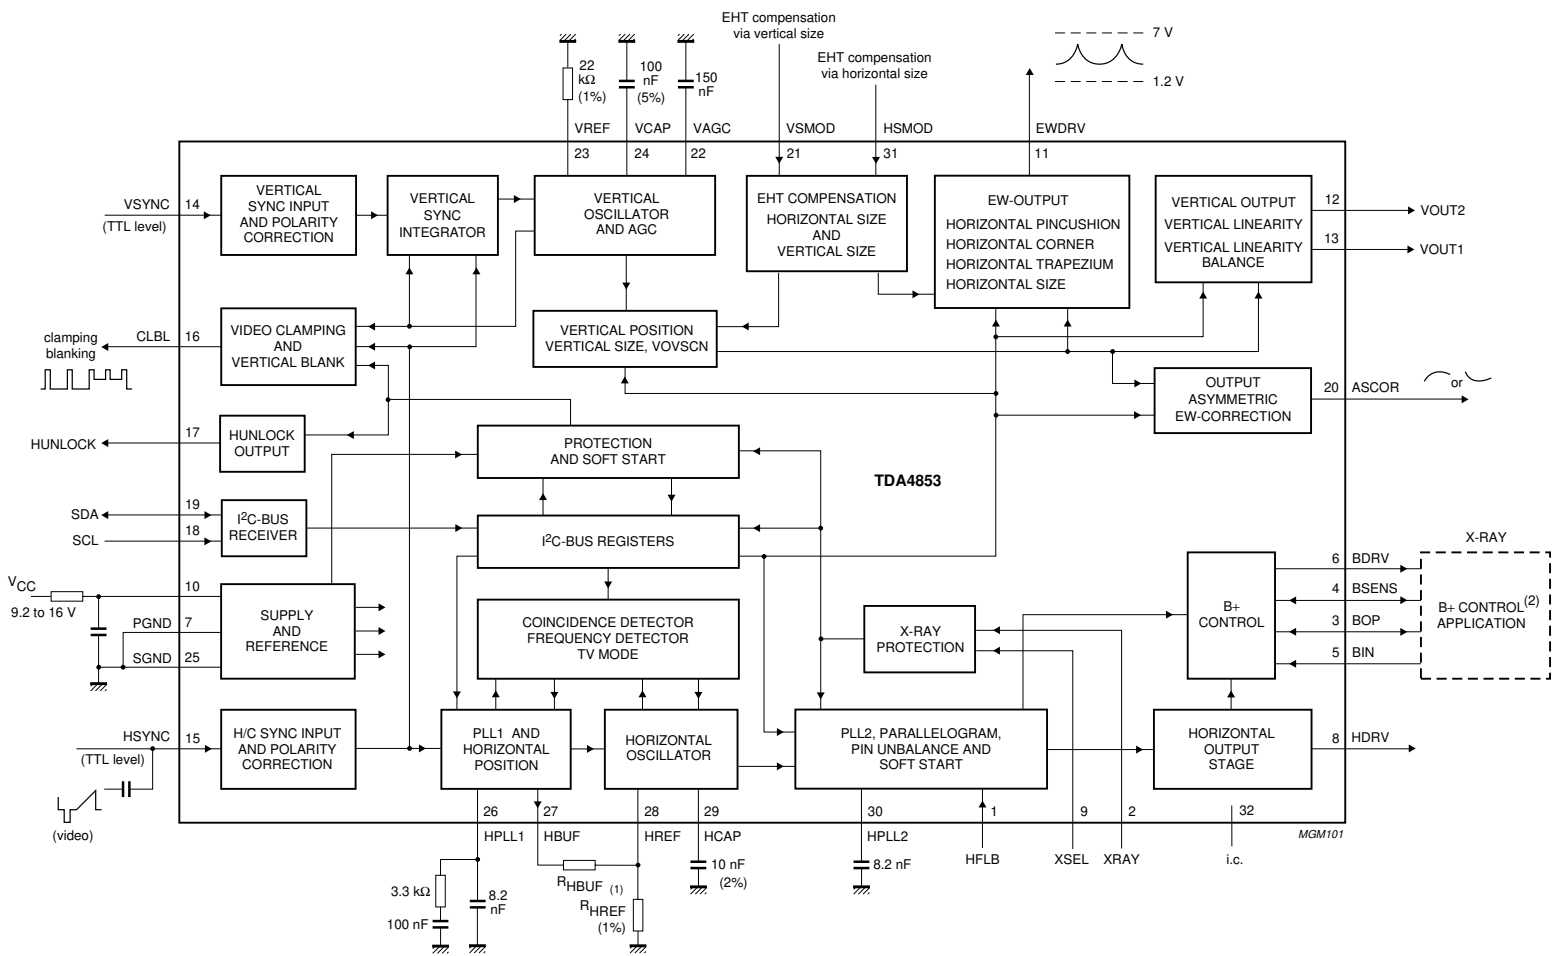 EHT compensation
via vertical size
EHT compensation
via horizontal size
7 V
1.2 V
22
kΩ
(1%)
100
nF
(5%)
150
nF
VREF
VCAP
VAGC
VSMOD
HSMOD
EWDRV
23
24
22
21
31
11
VSYNC
14
(TTL level)
VERTICAL
SYNC INPUT
AND POLARITY
CORRECTION
VERTICAL
SYNC
INTEGRATOR
VERTICAL
OSCILLATOR
AND AGC
EHT COMPENSATION
HORIZONTAL SIZE
AND
VERTICAL SIZE
EW-OUTPUT
HORIZONTAL PINCUSHION
HORIZONTAL CORNER
HORIZONTAL TRAPEZIUM
HORIZONTAL SIZE
VERTICAL OUTPUT
VERTICAL LINEARITY
VERTICAL LINEARITY
BALANCE
12
VOUT2
13
VOUT1
clamping
blanking
CLBL
16
VIDEO CLAMPING
AND
VERTICAL BLANK
VERTICAL POSITION
VERTICAL SIZE, VOVSCN
OUTPUT
ASYMMETRIC
EW-CORRECTION
20
ASCOR
or
HUNLOCK
17
HUNLOCK
OUTPUT
PROTECTION
AND SOFT START
TDA4853
SDA
19
SCL
18
I²C-BUS
RECEIVER
I²C-BUS REGISTERS
X-RAY
VCC
9.2 to 16 V
10
PGND
7
SGND
25
SUPPLY
AND
REFERENCE
COINCIDENCE DETECTOR
FREQUENCY DETECTOR
TV MODE
X-RAY
PROTECTION
B+
CONTROL
6
BDRV
4
BSENS
3
BOP
5
BIN
B+ CONTROL(2)
APPLICATION
HSYNC
15
(TTL level)
(video)
H/C SYNC INPUT
AND POLARITY
CORRECTION
PLL1 AND
HORIZONTAL
POSITION
HORIZONTAL
OSCILLATOR
PLL2, PARALLELOGRAM,
PIN UNBALANCE AND
SOFT START
HORIZONTAL
OUTPUT
STAGE
8
HDRV
26
27
28
29
30
1
9
2
32
HPLL1
HBUF
HREF
HCAP
HPLL2
HFLB
XSEL
XRAY
i.c.
MGM101
3.3 kΩ
100 nF
8.2
nF
RHBUF (1)
RHREF
(1%)
10 nF
(2%)
8.2 nF